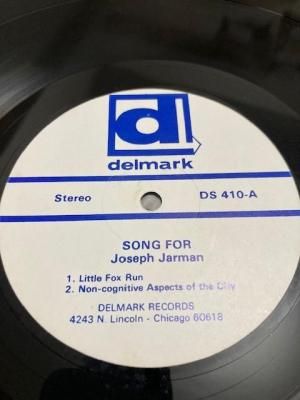 d
delmark
Stereo DS 410-A
SONG FOR
Joseph Jarman
1. Little Fox Run
2. Non-cognitive Aspects of the City
DELMARK RECORDS
4243 N. Lincoln - Chicago 60618